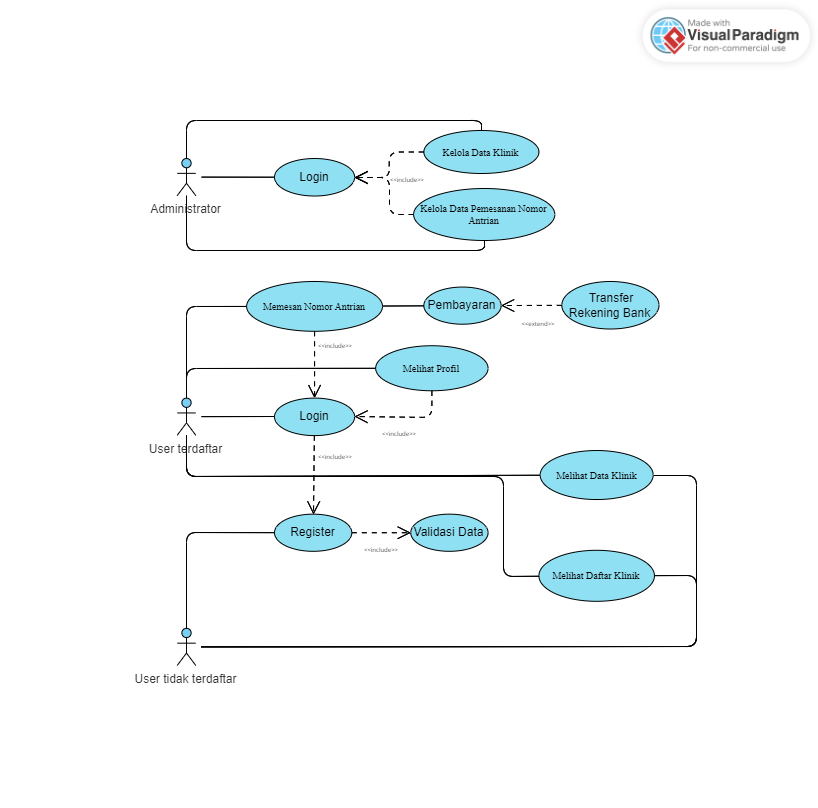 Made with
VisualParadigm
For non-commercial use
Kelola Data Klinik
Login
<<include>>
Administrator
Kelola Data Pemesanan Nomor
Antrian
Memesan Nomor Antrian
Pembayaran
Transfer
Rekening Bank
<<extend>>
<<include>>
Melihat Profil
Login
<<include>>
User terdaftar
<<include>>
Melihat Data Klinik
Register
Validasi Data
<<include>>
Melihat Daftar Klinik
User tidak terdaftar